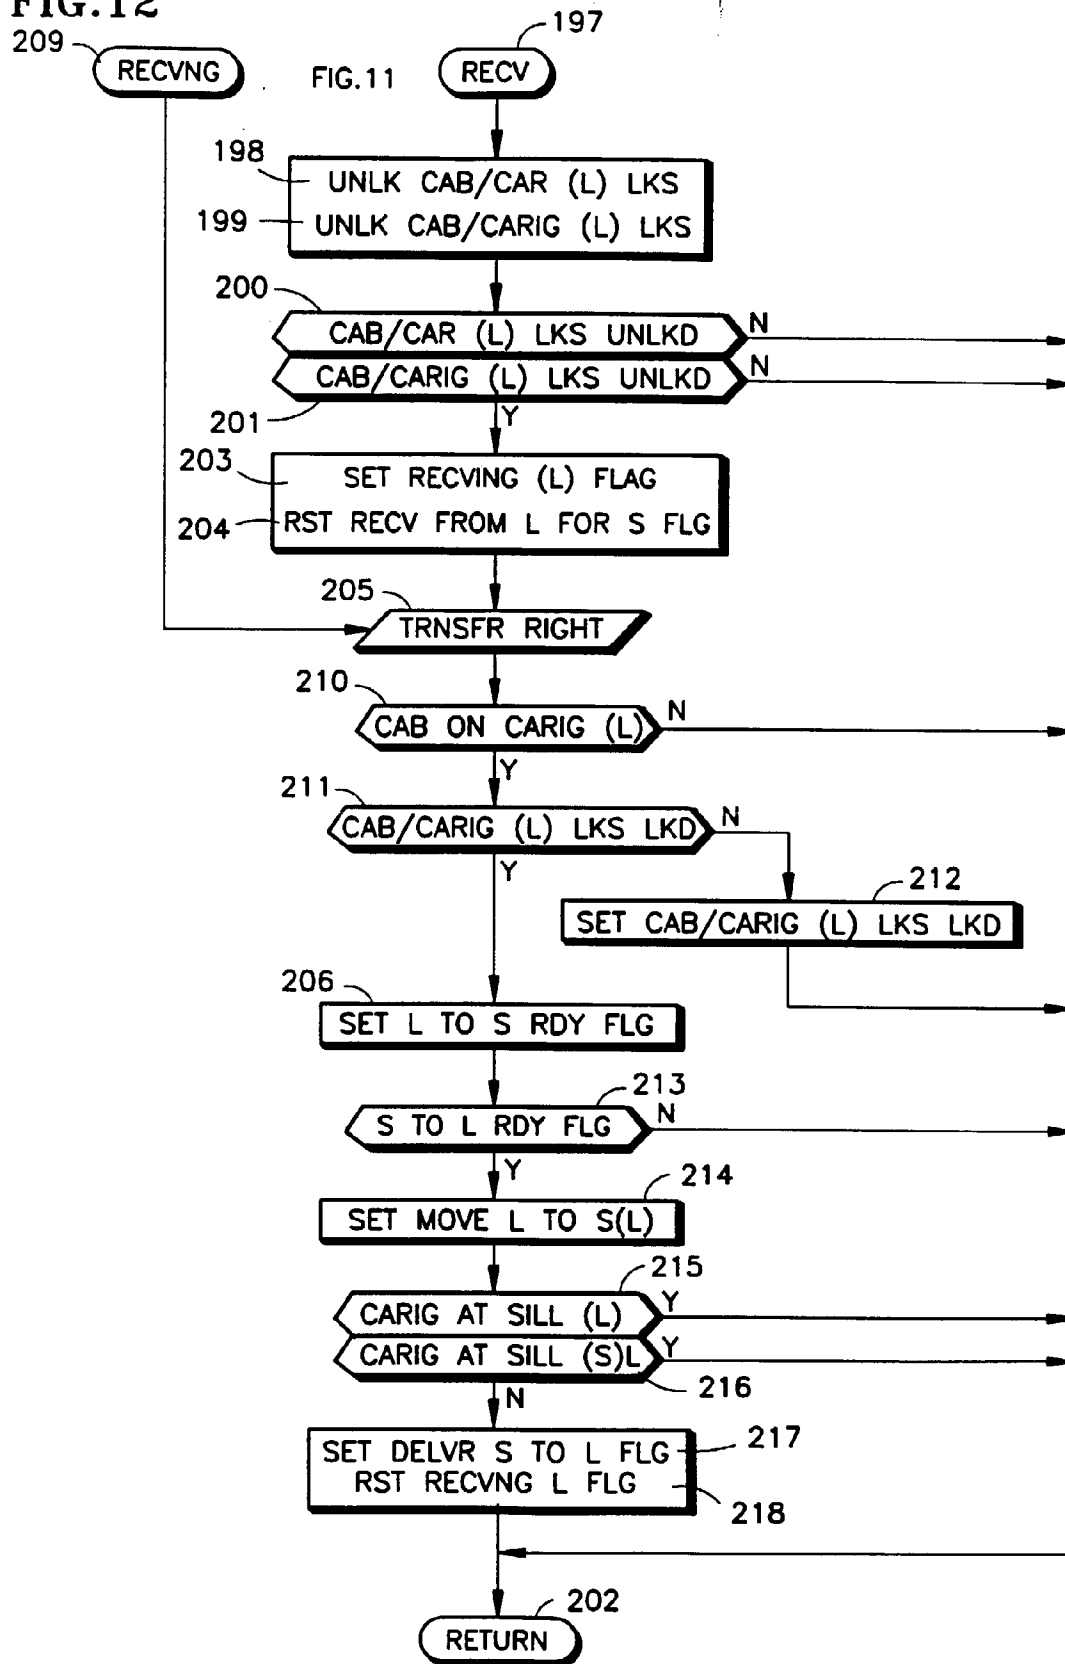 FIG.12
209
197
RECVNG
FIG.11
RECV
198
UNLK CAB/CAR (L) LKS
199
UNLK CAB/CARIG (L) LKS
200
CAB/CAR (L) LKS UNLKD
N
CAB/CARIG (L) LKS UNLKD
N
201
Y
203
SET RECVING (L) FLAG
204
RST RECV FROM L FOR S FLG
205
TRNSFR RIGHT
210
CAB ON CARIG (L)
N
Y
211
CAB/CARIG (L) LKS LKD
N
Y
212
SET CAB/CARIG (L) LKS LKD
206
SET L TO S RDY FLG
213
S TO L RDY FLG
N
Y
214
SET MOVE L TO S(L)
215
CARIG AT SILL (L)
Y
CARIG AT SILL (S)L
Y
216
N
SET DELVR S TO L FLG
217
RST RECVNG L FLG
218
202
RETURN